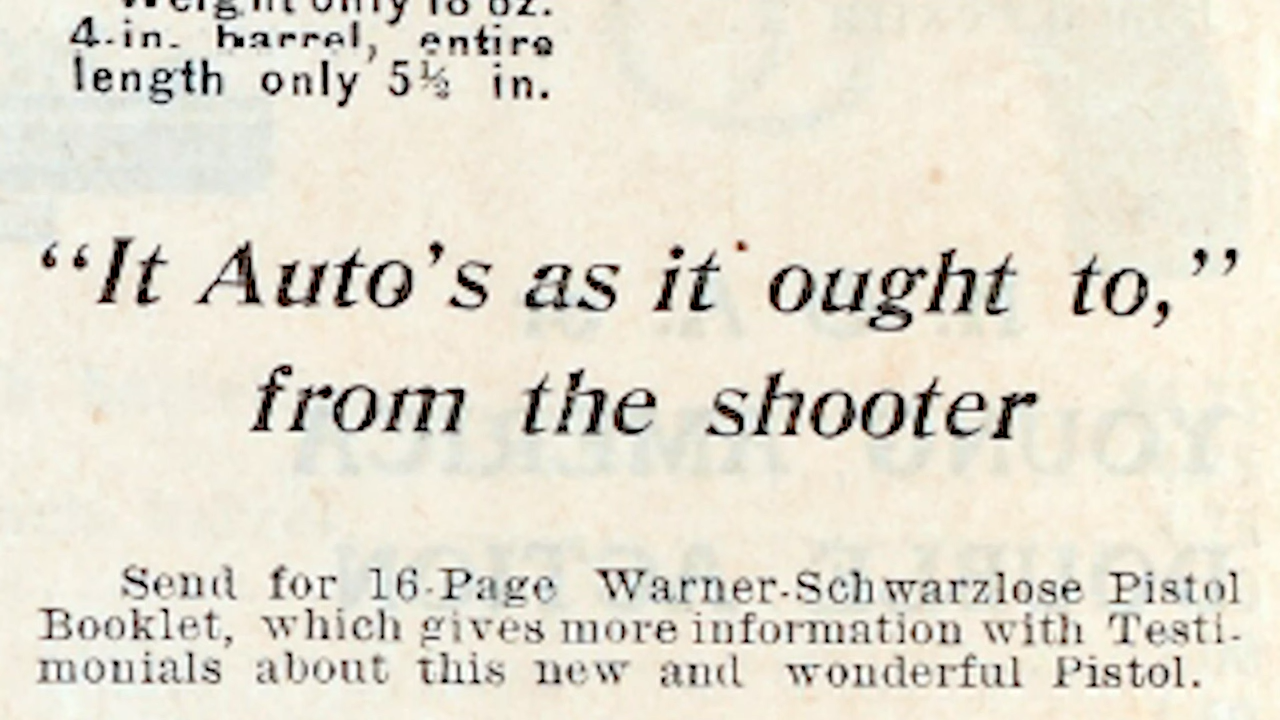 Weight only 18 oz.
4-in. barrel, entire
length only 5½ in.
“It Auto's as it ought to,”
from the shooter
Send for 16-Page Warner-Schwarzlose Pistol
Booklet, which gives more information with Testi-
monials about this new and wonderful Pistol.